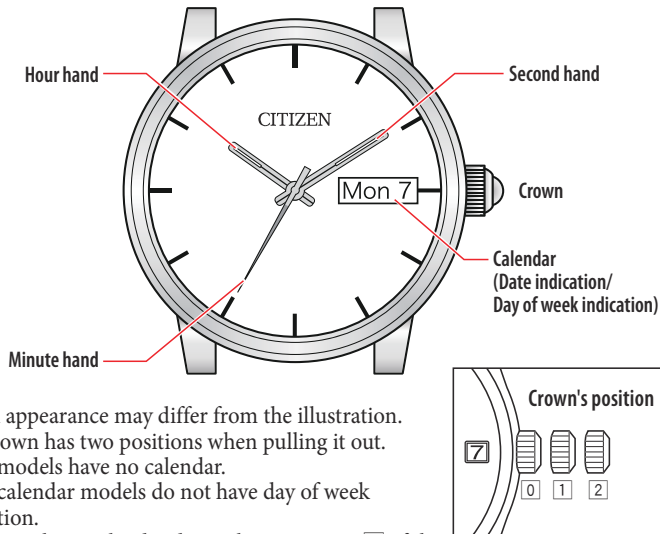 Hour hand
Second hand
CITIZEN
Mon 7
Crown
Calendar
(Date indication/
Day of week indication)
Minute hand
appearance may differ from the illustration.
has two positions when pulling it out.
models have no calendar.
calendar models do not have day of week
Crown's position
7
0 1 2